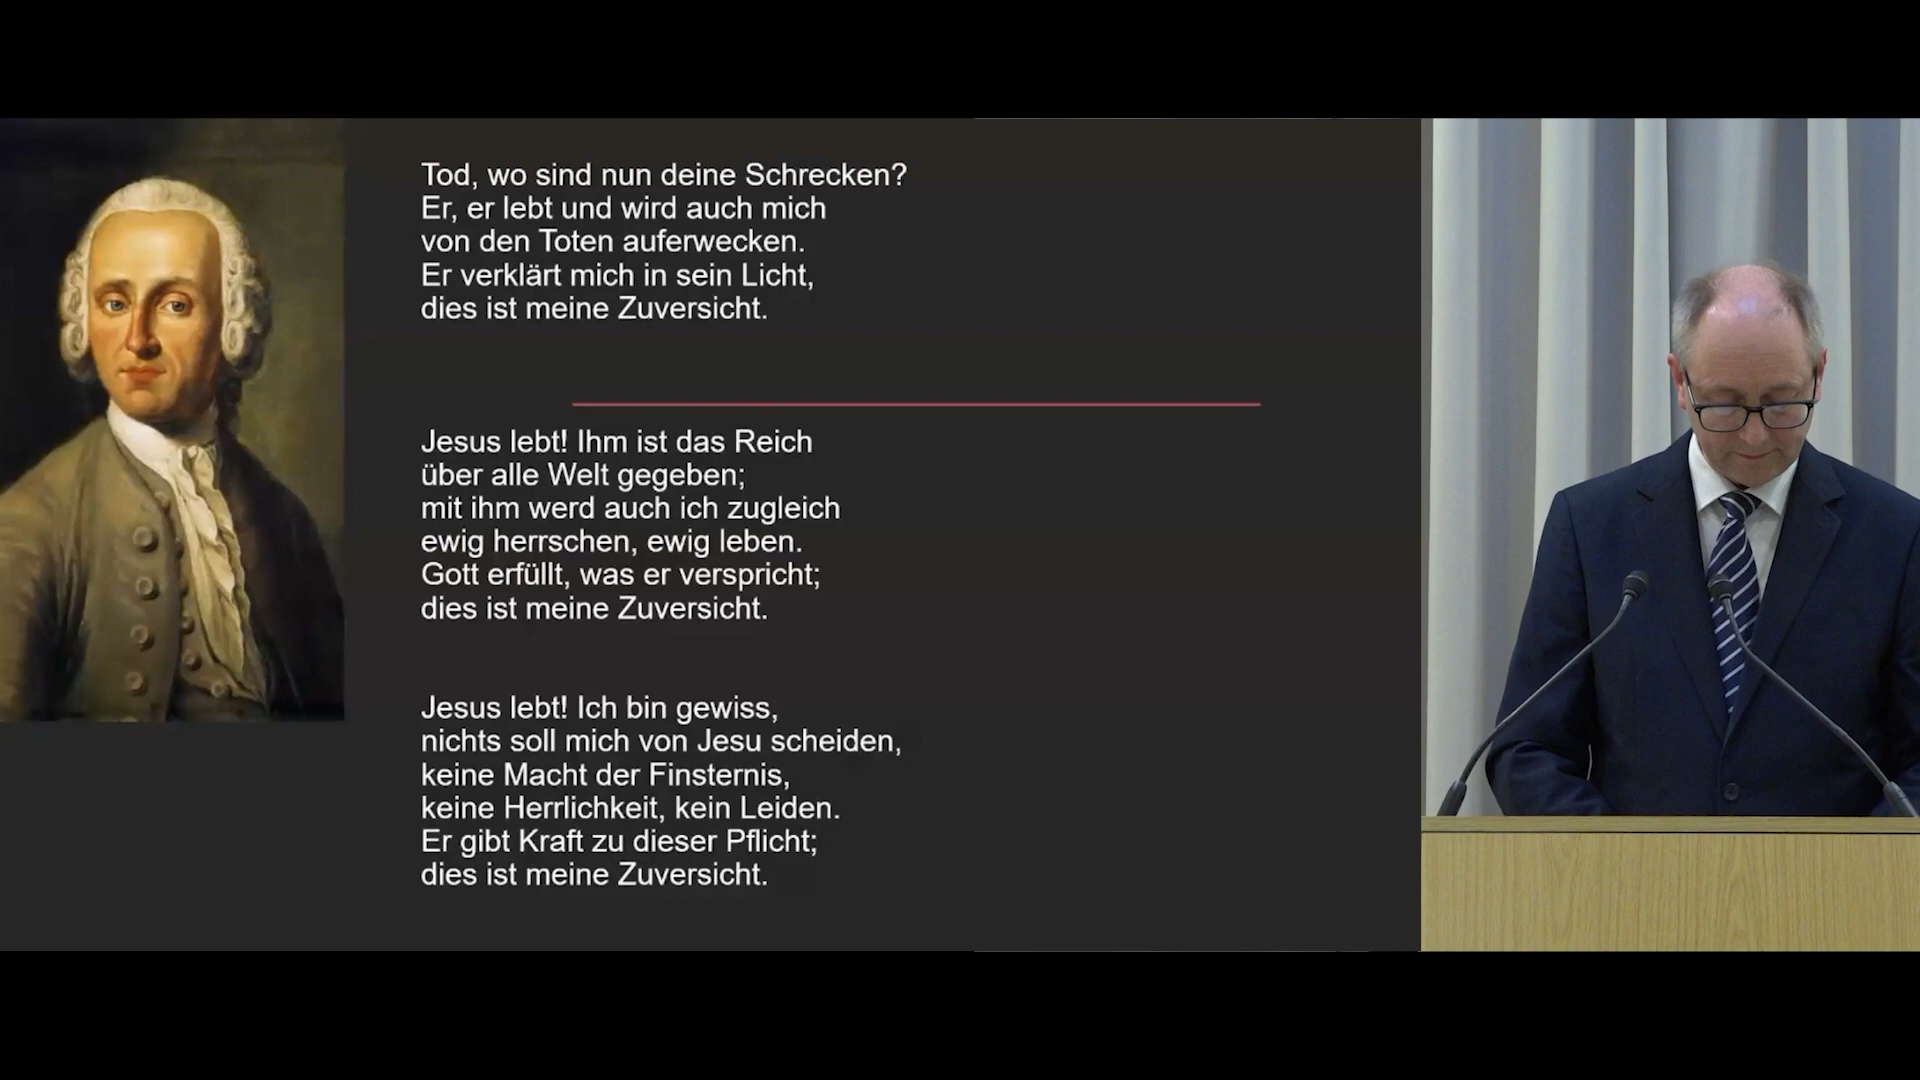 Tod, wo sind nun deine Schrecken?
Er, er lebt und wird auch mich
von den Toten auferwecken.
Er verklärt mich in sein Licht,
dies ist meine Zuversicht.
Jesus lebt! Ihm ist das Reich
über alle Welt gegeben;
mit ihm werd auch ich zugleich
ewig herrschen, ewig leben.
Gott erfüllt, was er verspricht;
dies ist meine Zuversicht.
Jesus lebt! Ich bin gewiss,
nichts soll mich von Jesu scheiden,
keine Macht der Finsternis,
keine Herrlichkeit, kein Leiden.
Er gibt Kraft zu dieser Pflicht;
dies ist meine Zuversicht.